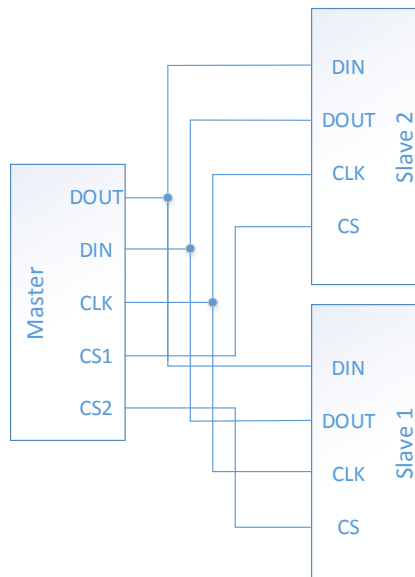 Master
DOUT
DIN
CLK
CS1
CS2
DIN
DOUT
CLK
CS
Slave 2
DIN
DOUT
CLK
CS
Slave 1